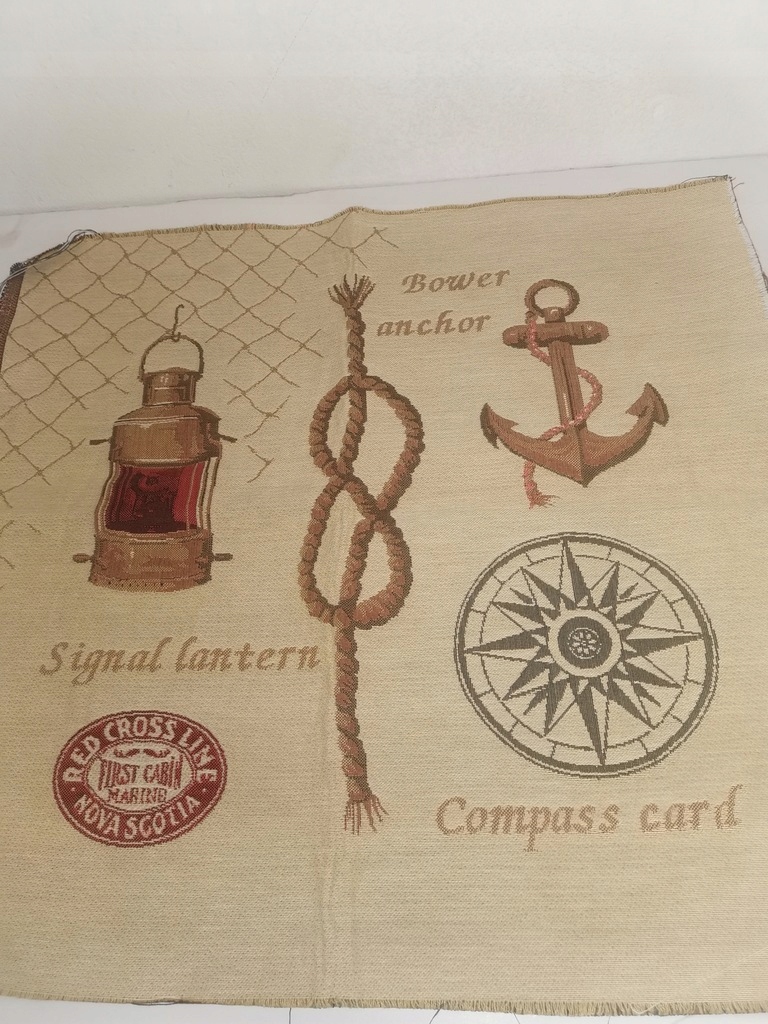 Bower
anchor
Signal lantern
RED CROSS LINE
FIRST CABIN
MARINE
NOVA SCOTIA
Compass card